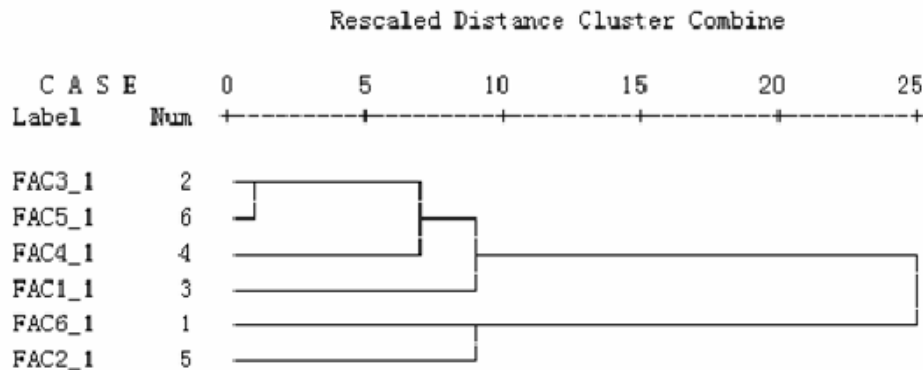 Rescaled Distance Cluster Combine
C A S E 0 5 10 15 20 25
Label Num
FAC3_1 2
FAC5_1 6
FAC4_1 4
FAC1_1 3
FAC6_1 1
FAC2_1 5